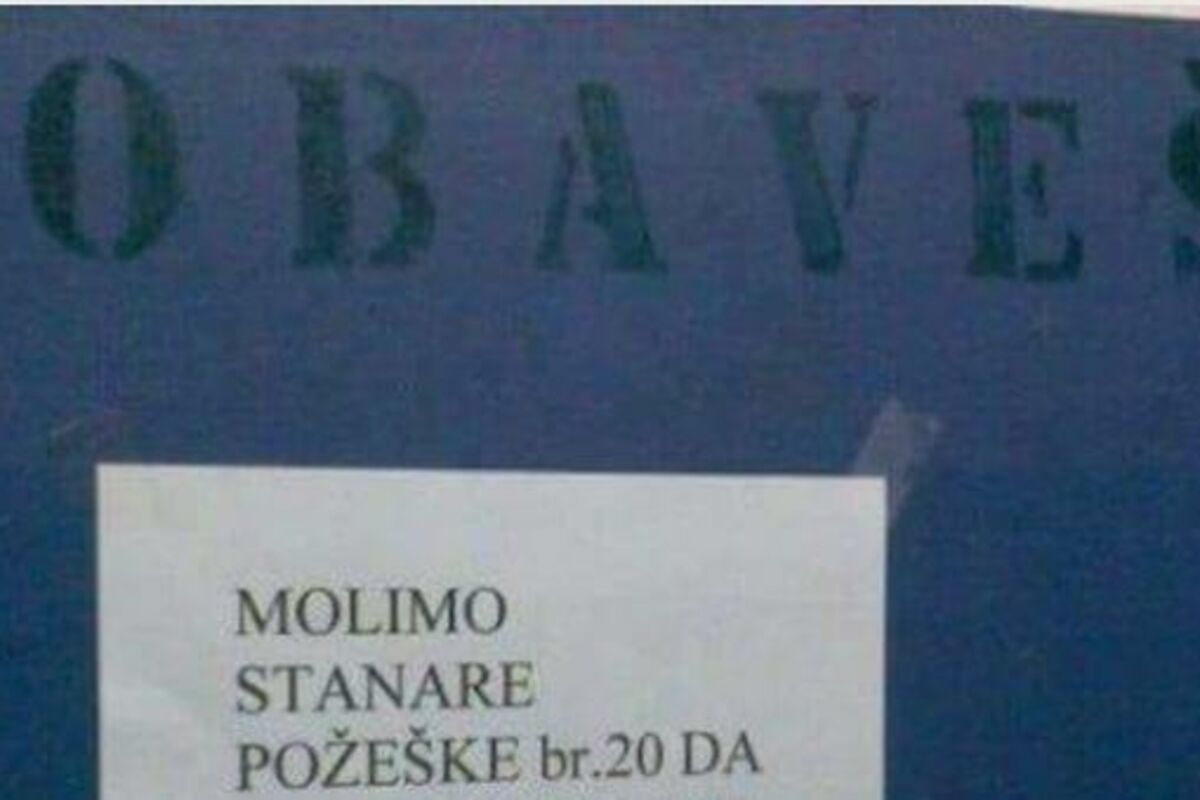 OBAVEŠ
MOLIMO
STANARE
POŽEŠKE br.20 DA